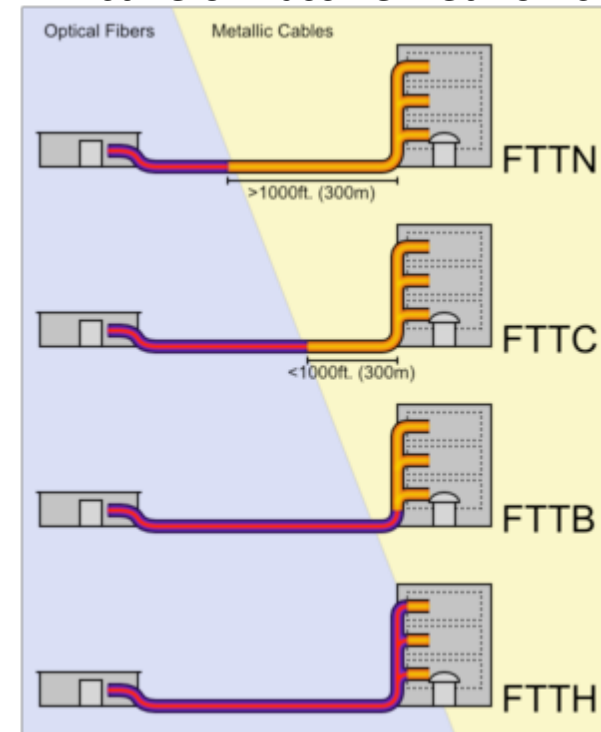 Optical Fibers Metallic Cables
FTTN
>1000ft. (300m)
FTTC
<1000ft. (300m)
FTTB
FTTH